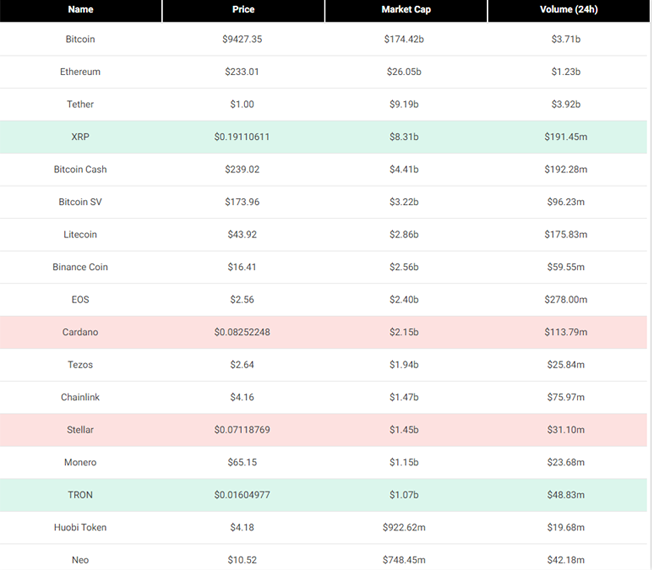 Name Price Market Cap Volume (24h)
Bitcoin $9427.35 $174.42b $3.71b
Ethereum $233.01 $26.05b $1.23b
Tether $1.00 $9.19b $3.92b
XRP $0.19110611 $8.31b $191.45m
Bitcoin Cash $239.02 $4.41b $192.28m
Bitcoin SV $173.96 $3.22b $96.23m
Litecoin $43.92 $2.86b $175.83m
Binance Coin $16.41 $2.56b $59.55m
EOS $2.56 $2.40b $278.00m
Cardano $0.08252248 $2.15b $113.79m
Tezos $2.64 $1.94b $25.84m
Chainlink $4.16 $1.47b $75.97m
Stellar $0.07118769 $1.45b $31.10m
Monero $65.15 $1.15b $23.68m
TRON $0.01604977 $1.07b $48.83m
Huobi Token $4.18 $922.62m $19.68m
Neo $10.52 $748.45m $42.18m